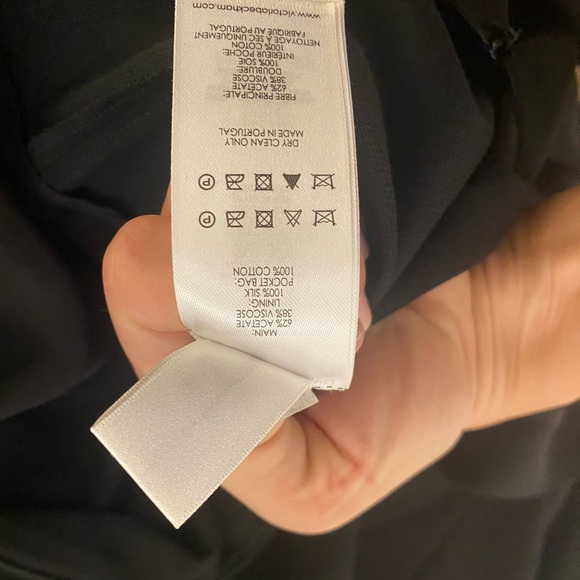 MAIN:
62% ACETATE
38% VISCOSE
LINING:
100% SILK
POCKET BAG:
100% COTTON
P
P
DRY CLEAN ONLY
MADE IN PORTUGAL
FIBRE PRINCIPALE:
62% ACETATE
38% VISCOSE
DOUBLURE:
100% SOIE
INTÉRIEUR POCHE:
100% COTON
NETTOYAGE À SEC UNIQUEMENT
FABRIQUÉ AU PORTUGAL
www.victoriabeckham.com